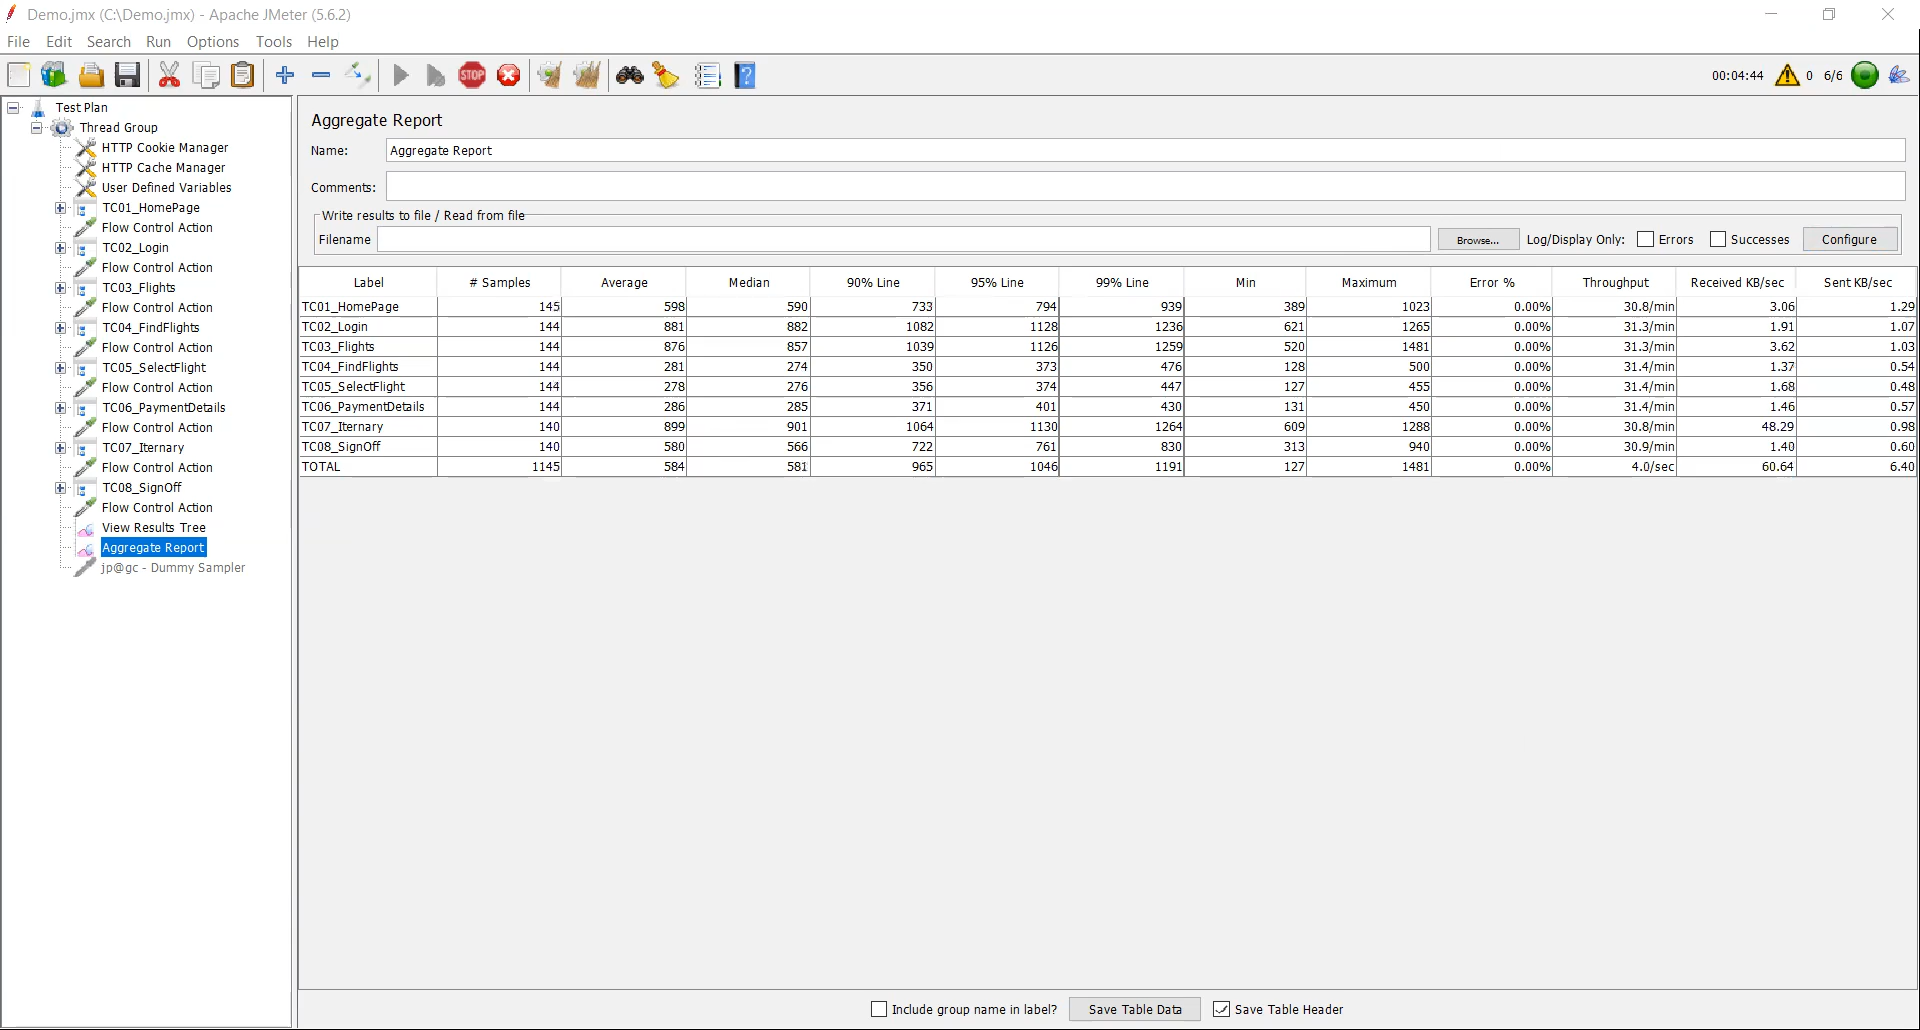 Demo.jmx (C:\Demo.jmx) - Apache JMeter (5.6.2)
File Edit Search Run Options Tools Help
STOP ? 00:04:44 0 6/6
Test Plan
Thread Group
HTTP Cookie Manager
HTTP Cache Manager
User Defined Variables
TC01_HomePage
Flow Control Action
TC02_Login
Flow Control Action
TC03_Flights
Flow Control Action
TC04_FindFlights
Flow Control Action
TC05_SelectFlight
Flow Control Action
TC06_PaymentDetails
Flow Control Action
TC07_Iternary
Flow Control Action
TC08_SignOff
Flow Control Action
View Results Tree
Aggregate Report
jp@gc - Dummy Sampler
Aggregate Report
Name: Aggregate Report
Comments:
Write results to file / Read from file
Filename Browse... Log/Display Only: Errors Successes Configure
Label # Samples Average Median 90% Line 95% Line 99% Line Min Maximum Error % Throughput Received KB/sec Sent KB/sec
TC01_HomePage 145 598 590 733 794 939 389 1023 0.00% 30.8/min 3.06 1.29
TC02_Login 144 881 882 1082 1128 1236 621 1265 0.00% 31.3/min 1.91 1.07
TC03_Flights 144 876 857 1039 1126 1259 520 1481 0.00% 31.3/min 3.62 1.03
TC04_FindFlights 144 281 274 350 373 476 128 500 0.00% 31.4/min 1.37 0.54
TC05_SelectFlight 144 278 276 356 374 447 127 455 0.00% 31.4/min 1.68 0.48
TC06_PaymentDetails 144 286 285 371 401 430 131 450 0.00% 31.4/min 1.46 0.57
TC07_Iternary 140 899 901 1064 1130 1264 609 1288 0.00% 30.8/min 48.29 0.98
TC08_SignOff 140 580 566 722 761 830 313 940 0.00% 30.9/min 1.40 0.60
TOTAL 1145 584 581 965 1046 1191 127 1481 0.00% 4.0/sec 60.64 6.40
Include group name in label? Save Table Data Save Table Header